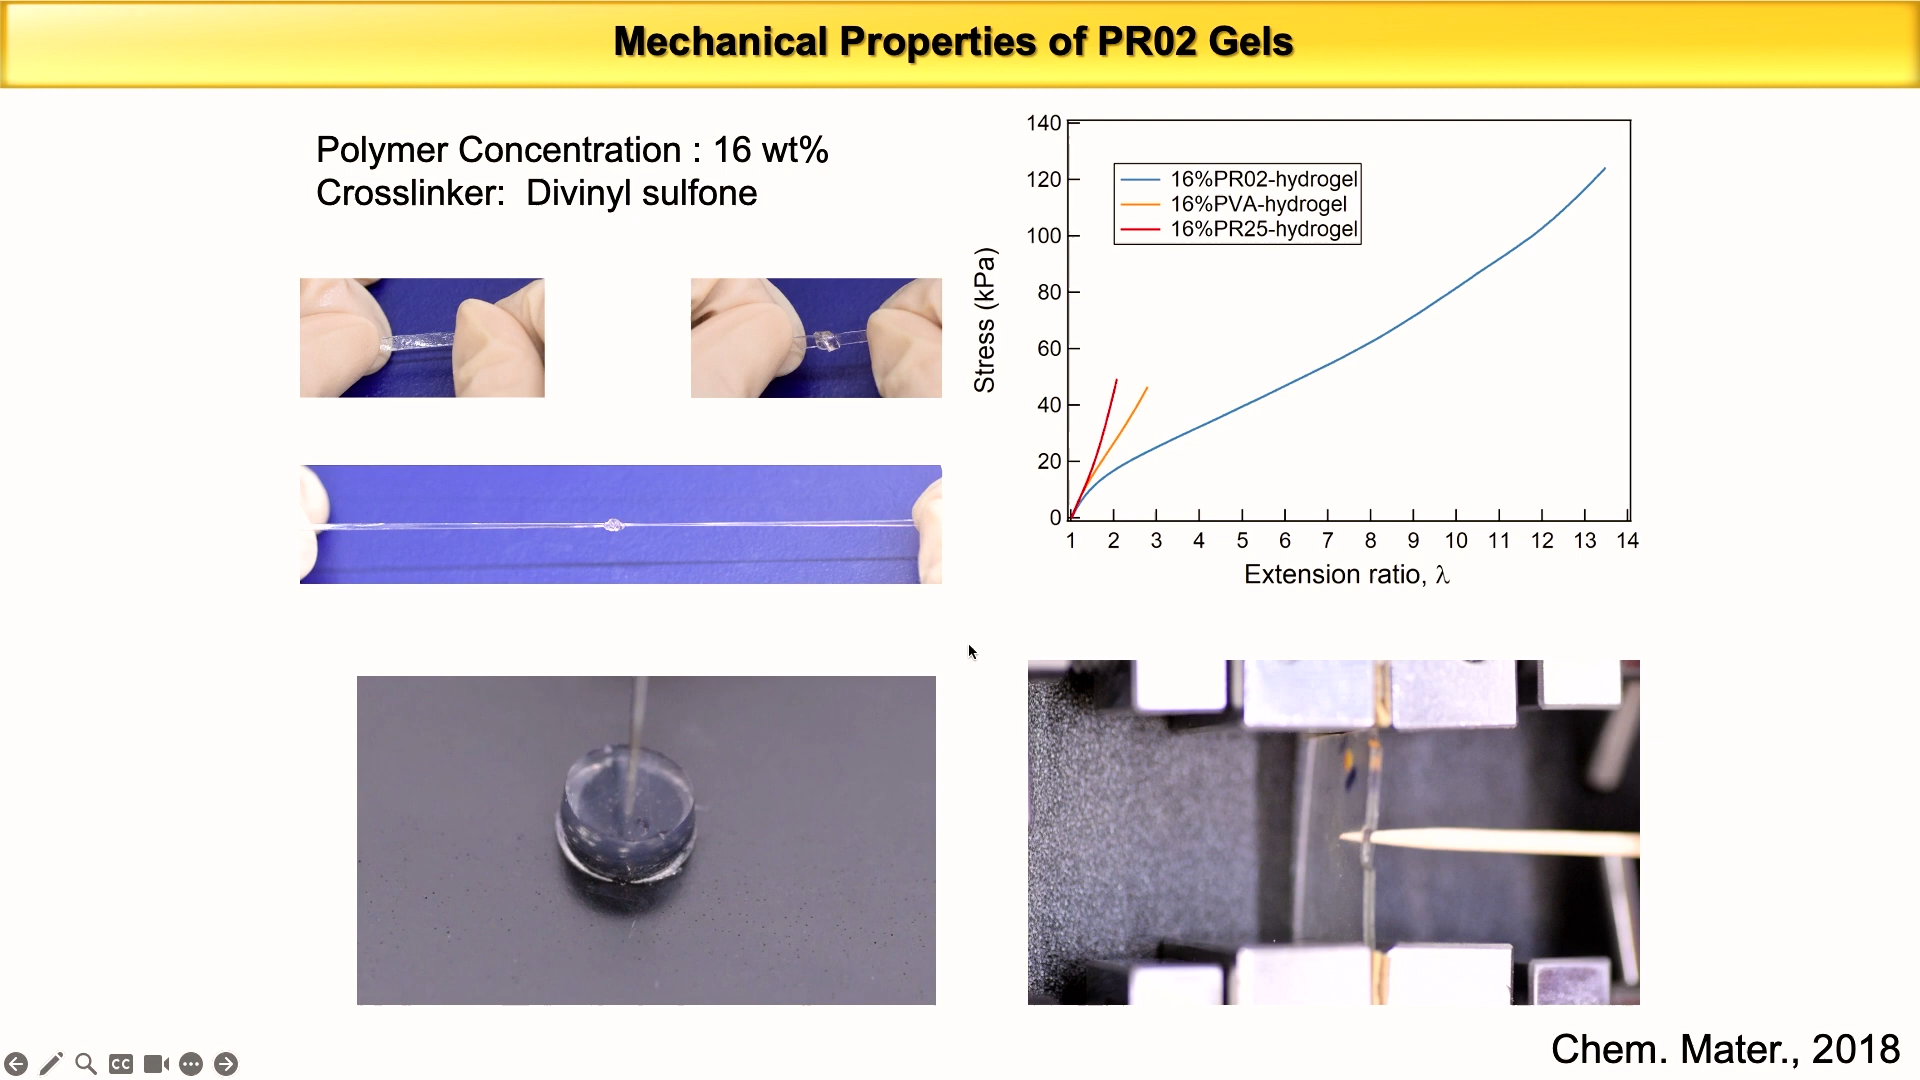 Mechanical Properties of PR02 Gels
Polymer Concentration : 16 wt%
Crosslinker: Divinyl sulfone
140
120
100
80
60
40
20
0
Stress (kPa)
16%PR02-hydrogel
16%PVA-hydrogel
16%PR25-hydrogel
1 2 3 4 5 6 7 8 9 10 11 12 13 14
Extension ratio, λ
Chem. Mater., 2018
CC